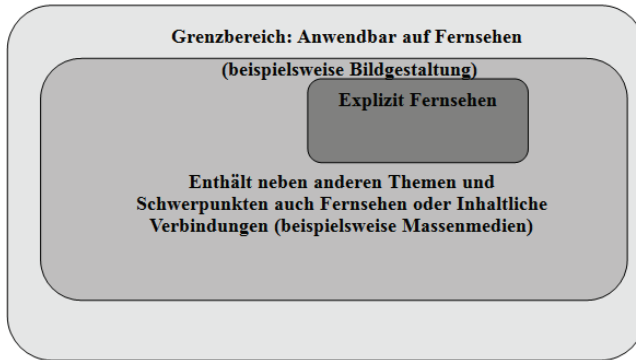 Grenzbereich: Anwendbar auf Fernsehen
(beispielsweise Bildgestaltung)
Explizit Fernsehen
Enthält neben anderen Themen und
Schwerpunkten auch Fernsehen oder Inhaltliche
Verbindungen (beispielsweise Massenmedien)